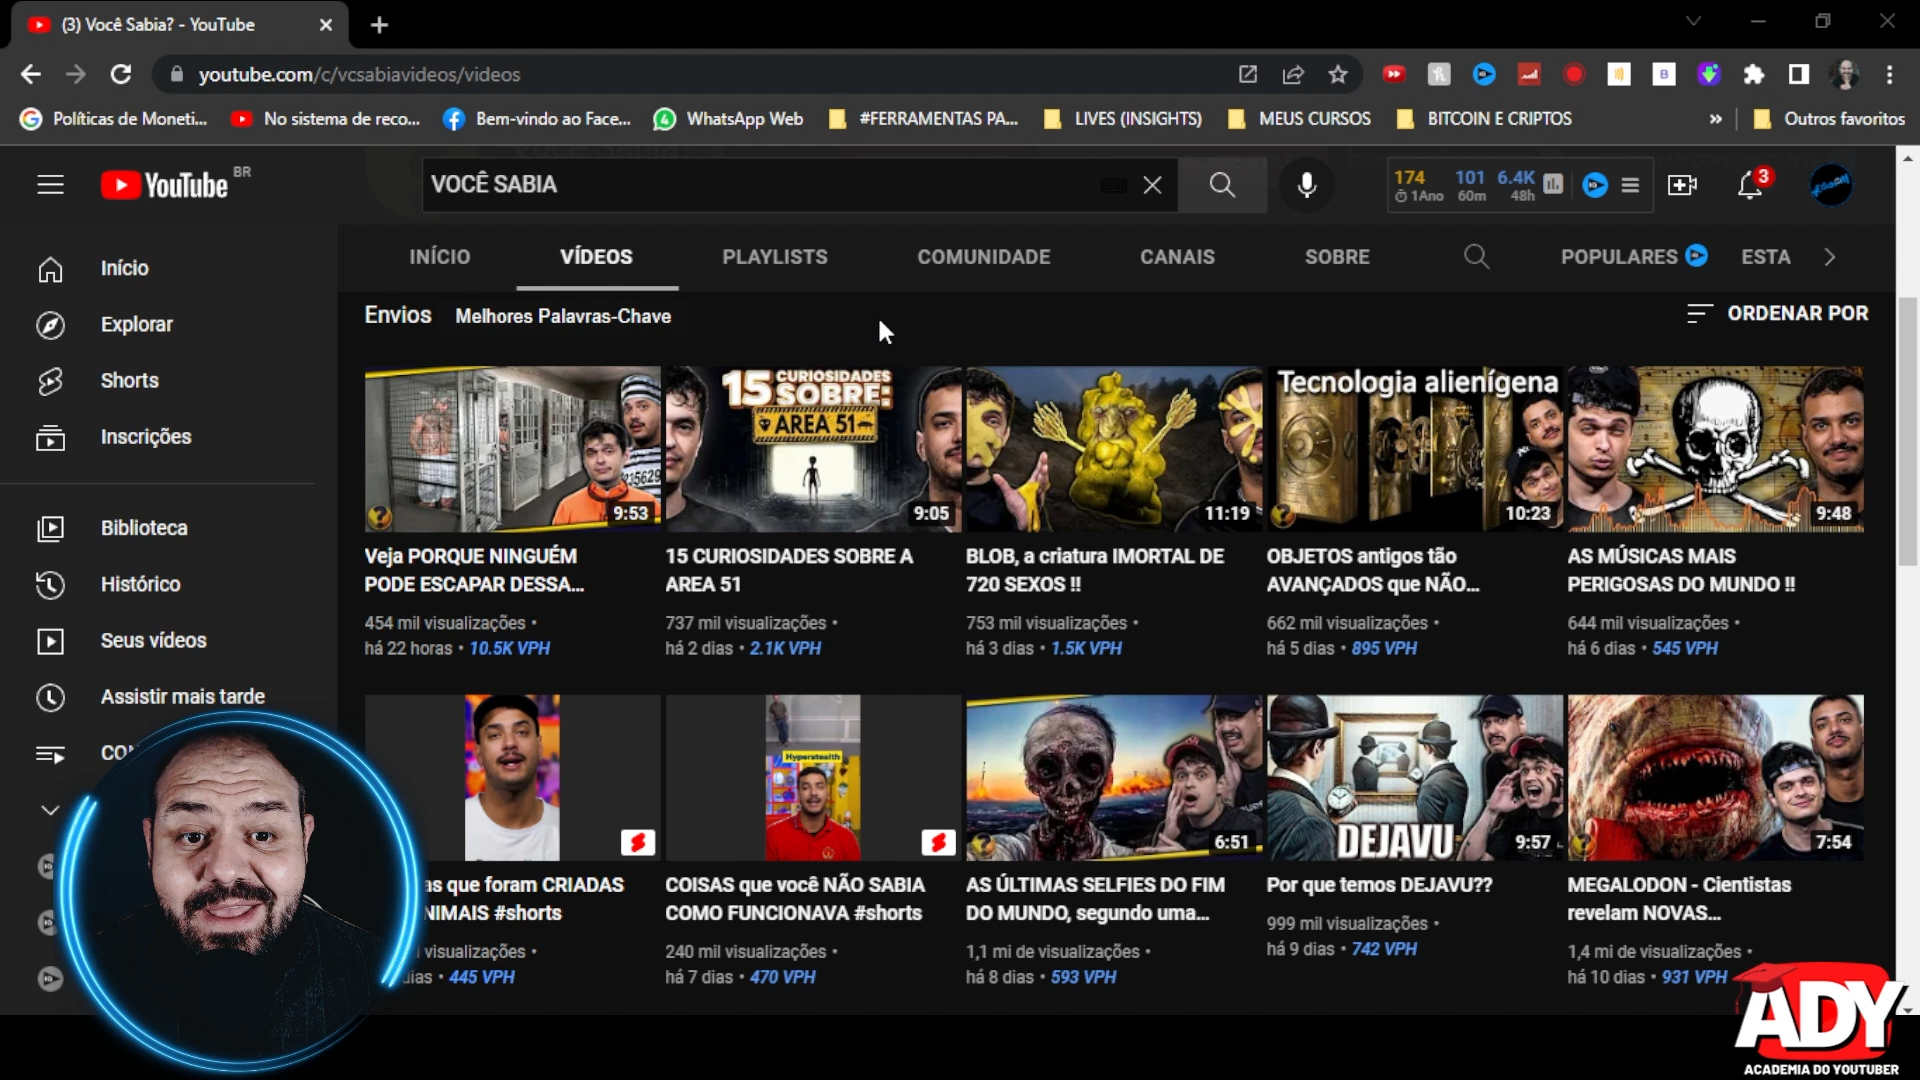 (3) Você Sabia? - YouTube
youtube.com/c/vcsabiavideos/videos
Políticas de Moneti...
No sistema de reco...
Bem-vindo ao Face...
WhatsApp Web
#FERRAMENTAS PA...
LIVES (INSIGHTS)
MEUS CURSOS
BITCOIN E CRIPTOS
»
Outros favoritos
YouTube BR
VOCÊ SABIA
174 101 6.4K
1Ano 60m 48h
3
INÍCIO VÍDEOS PLAYLISTS COMUNIDADE CANAIS SOBRE POPULARES ESTA
Início
Explorar
Shorts
Inscrições
Biblioteca
Histórico
Seus vídeos
Assistir mais tarde
Envios Melhores Palavras-Chave
ORDENAR POR
9:53
Veja PORQUE NINGUÉM
PODE ESCAPAR DESSA...
454 mil visualizações •
há 22 horas • 10.5K VPH
15 CURIOSIDADES
SOBRE:
AREA 51
9:05
15 CURIOSIDADES SOBRE A
AREA 51
737 mil visualizações •
há 2 dias • 2.1K VPH
11:19
BLOB, a criatura IMORTAL DE
720 SEXOS !!
753 mil visualizações •
há 3 dias • 1.5K VPH
Tecnologia alienígena
10:23
OBJETOS antigos tão
AVANÇADOS que NÃO...
662 mil visualizações •
há 5 dias • 895 VPH
9:48
AS MÚSICAS MAIS
PERIGOSAS DO MUNDO !!
644 mil visualizações •
há 6 dias • 545 VPH
as que foram CRIADAS
NIMAIS #shorts
visualizações •
dias • 445 VPH
Hyperstealth
COISAS que você NÃO SABIA
COMO FUNCIONAVA #shorts
240 mil visualizações •
há 7 dias • 470 VPH
6:51
AS ÚLTIMAS SELFIES DO FIM
DO MUNDO, segundo uma...
1,1 mi de visualizações •
há 8 dias • 593 VPH
DEJAVU
9:57
Por que temos DEJAVU??
999 mil visualizações •
há 9 dias • 742 VPH
7:54
MEGALODON - Cientistas
revelam NOVAS...
1,4 mi de visualizações •
há 10 dias • 931 VPH
ADY
ACADEMIA DO YOUTUBER